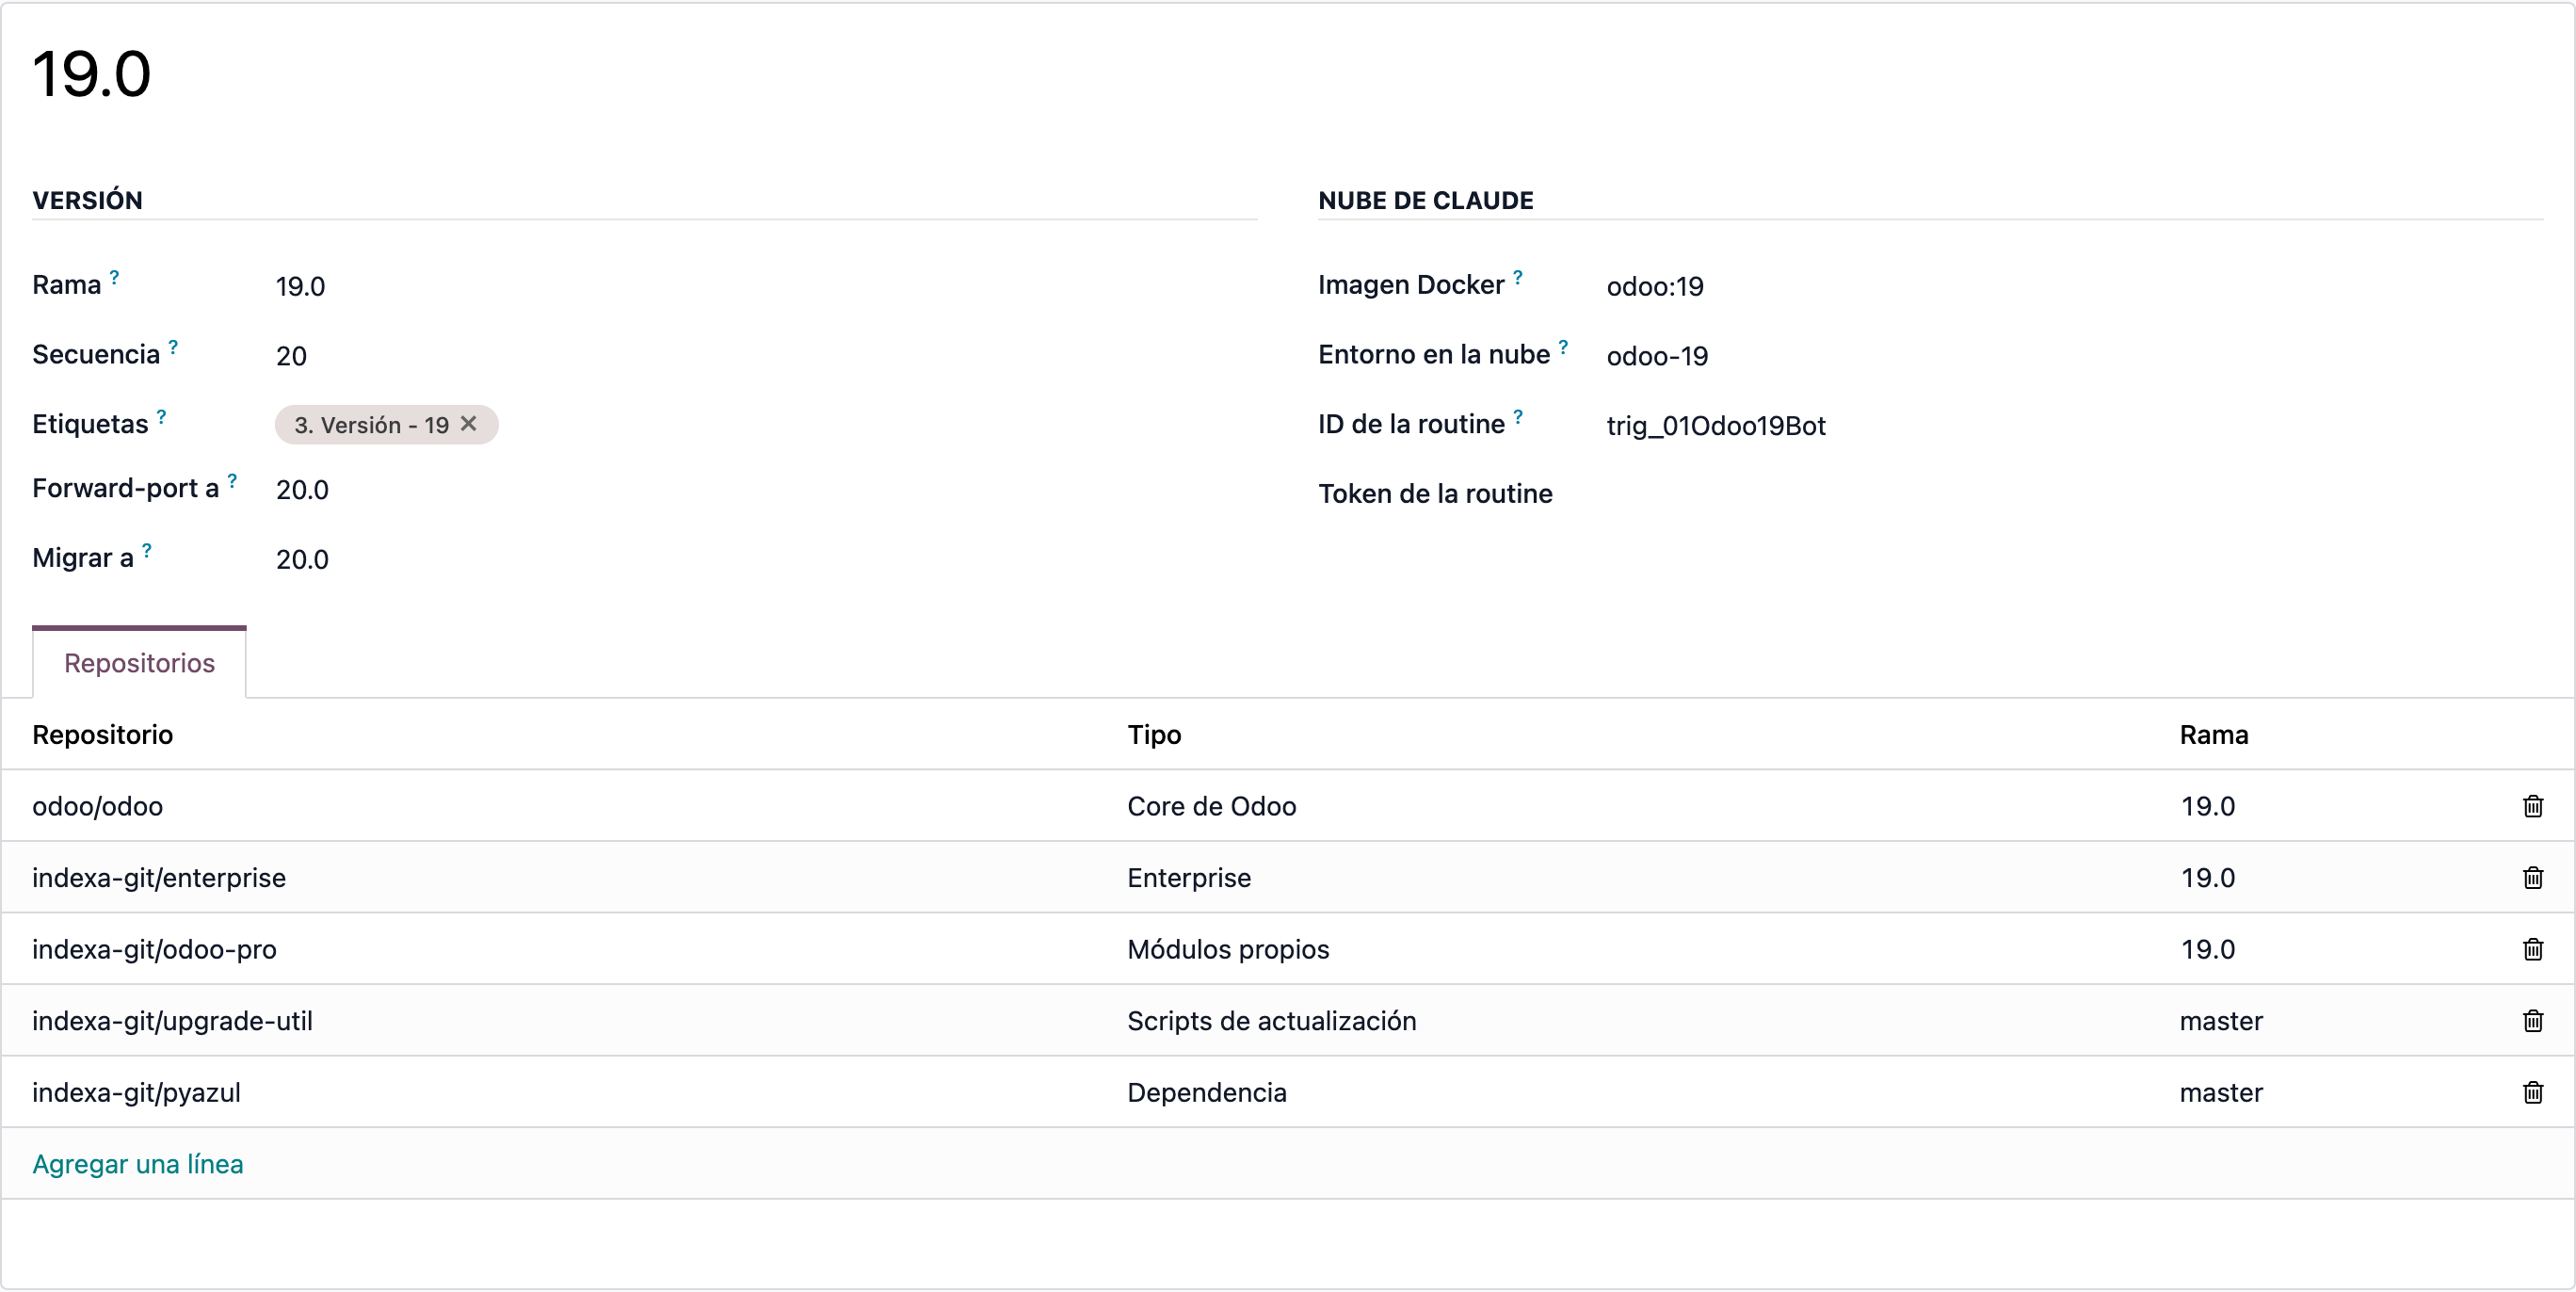 19.0
VERSIÓN
Rama ? 19.0
Secuencia ? 20
Etiquetas ? 3. Versión - 19 ✕
Forward-port a ? 20.0
Migrar a ? 20.0
NUBE DE CLAUDE
Imagen Docker ? odoo:19
Entorno en la nube ? odoo-19
ID de la routine ? trig_01Odoo19Bot
Token de la routine
Repositorios
Repositorio Tipo Rama
odoo/odoo Core de Odoo 19.0
indexa-git/enterprise Enterprise 19.0
indexa-git/odoo-pro Módulos propios 19.0
indexa-git/upgrade-util Scripts de actualización master
indexa-git/pyazul Dependencia master
Agregar una línea